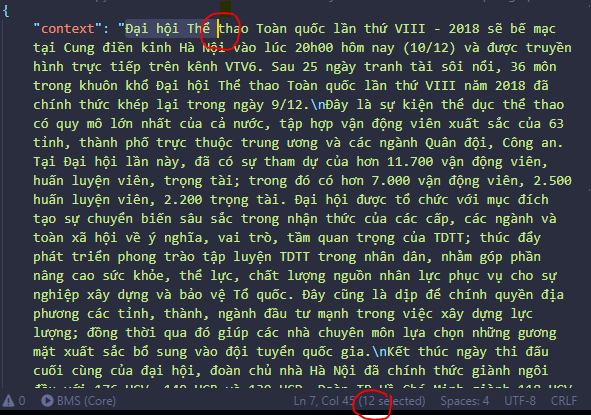 {
"context": "Đại hội Thể thao Toàn quốc lần thứ VIII - 2018 sẽ bế mạc
tại Cung điền kinh Hà Nội vào lúc 20h00 hôm nay (10/12) và được truyền
hình trực tiếp trên kênh VTV6. Sau 25 ngày tranh tài sôi nổi, 36 môn
trong khuôn khổ Đại hội Thể thao Toàn quốc lần thứ VIII năm 2018 đã
chính thức khép lại trong ngày 9/12.\nĐây là sự kiện thể dục thể thao
có quy mô lớn nhất của cả nước, tập hợp vận động viên xuất sắc của 63
tỉnh, thành phố trực thuộc trung ương và các ngành Quân đội, Công an.
Tại Đại hội lần này, đã có sự tham dự của hơn 11.700 vận động viên,
huấn luyện viên, trọng tài; trong đó có hơn 7.000 vận động viên, 2.500
huấn luyện viên, 2.200 trọng tài. Đại hội được tổ chức với mục đích
tạo sự chuyển biến sâu sắc trong nhận thức của các cấp, các ngành và
toàn xã hội về ý nghĩa, vai trò, tầm quan trọng của TDTT; thúc đẩy
phát triển phong trào tập luyện TDTT trong nhân dân, nhằm góp phần
nâng cao sức khỏe, thể lực, chất lượng nguồn nhân lực phục vụ cho sự
nghiệp xây dựng và bảo vệ Tổ quốc. Đây cũng là dịp để chính quyền địa
phương các tỉnh, thành, ngành đầu tư mạnh trong việc xây dựng lực
lượng; đồng thời qua đó giúp các nhà chuyên môn lựa chọn những gương
mặt xuất sắc bổ sung vào đội tuyển quốc gia.\nKết thúc ngày thi đấu
cuối cùng của đại hội, đoàn chủ nhà Hà Nội đã chính thức giành ngôi
0 BMS (Core) Ln 7, Col 45 (12 selected) Spaces: 4 UTF-8 CRLF